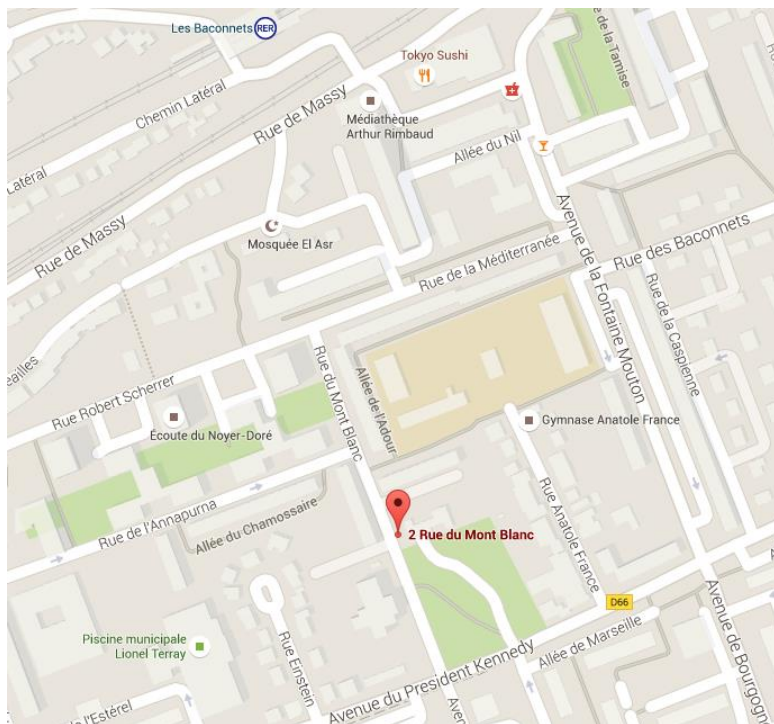 Les Baconnets
RER
Tokyo Sushi
Allée de la Tamise
Chemin Latéral
Rue de Massy
Médiathèque
Arthur Rimbaud
Allée du Nil
Latéral
Rue de Massy
Mosquée El Asr
Rue de la Méditerranée
Avenue de la Fontaine Mouton
Rue des Baconnets
Rue de la Caspienne
eailles
Rue Robert Scherrer
Rue du Mont Blanc
Allée de l'Adour
Écoute du Noyer-Doré
Gymnase Anatole France
Rue de l'Annapurna
Allée du Chamossaire
2 Rue du Mont Blanc
Rue Anatole France
D66
Piscine municipale
Lionel Terray
Rue Einstein
Allée de Marseille
Avenue du President Kennedy
Avenue de Bourgog
de l'Estérel
Aven